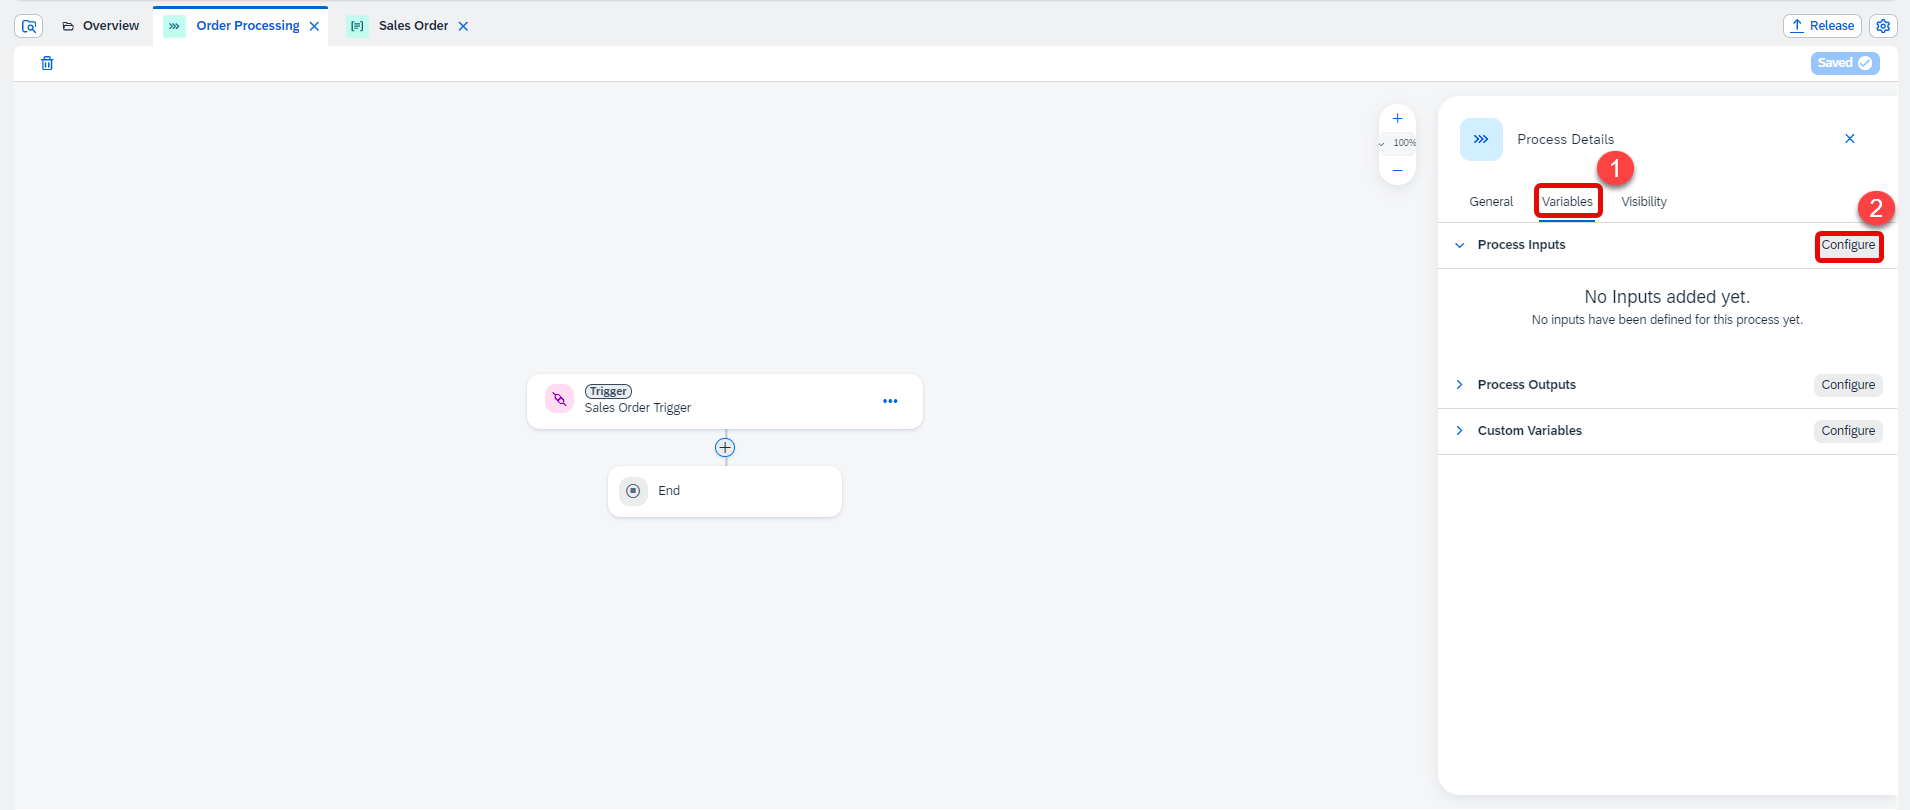 Overview
Order Processing
Sales Order
Release
Saved
100%
Process Details
1
General
Variables
Visibility
2
Process Inputs
Configure
No Inputs added yet.
No inputs have been defined for this process yet.
Process Outputs
Configure
Custom Variables
Configure
Trigger
Sales Order Trigger
End